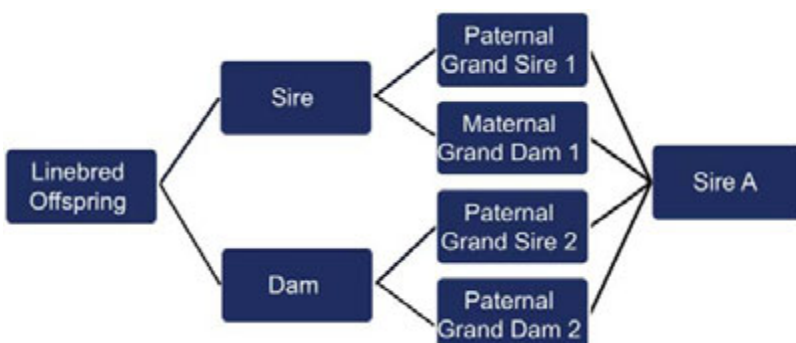 Linebred
Offspring
Sire
Dam
Paternal
Grand Sire 1
Maternal
Grand Dam 1
Paternal
Grand Sire 2
Paternal
Grand Dam 2
Sire A